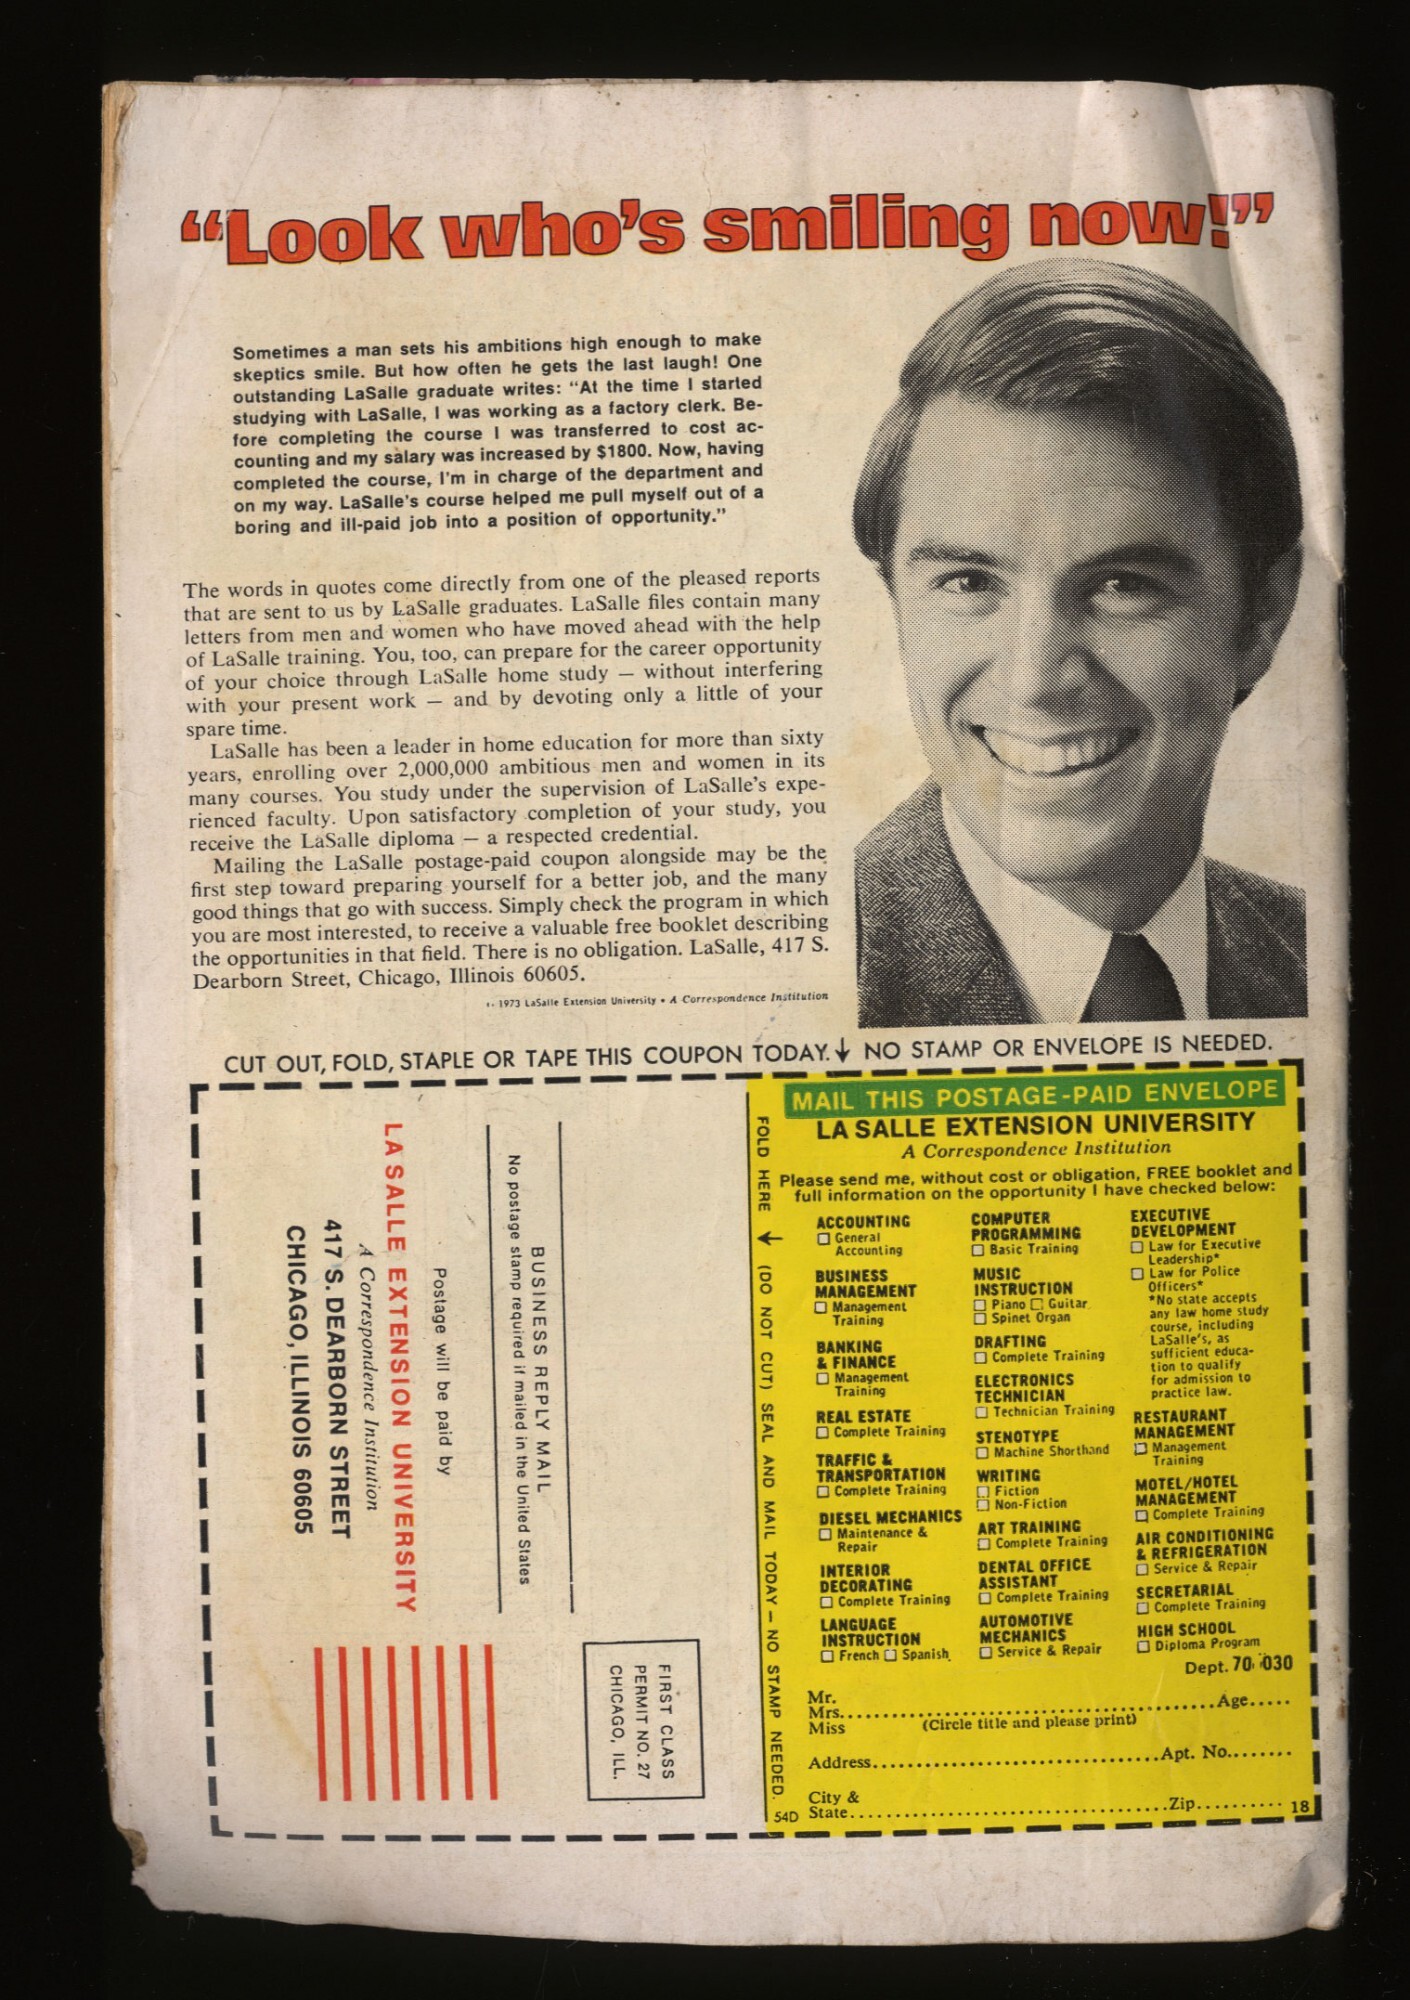 “Look who's smiling now!”
Sometimes a man sets his ambitions high enough to make
skeptics smile. But how often he gets the last laugh! One
outstanding LaSalle graduate writes: “At the time I started
studying with LaSalle, I was working as a factory clerk. Be-
fore completing the course I was transferred to cost ac-
counting and my salary was increased by $1800. Now, having
completed the course, I'm in charge of the department and
on my way. LaSalle's course helped me pull myself out of a
boring and ill-paid job into a position of opportunity.”
The words in quotes come directly from one of the pleased reports
that are sent to us by LaSalle graduates. LaSalle files contain many
letters from men and women who have moved ahead with the help
of LaSalle training. You, too, can prepare for the career opportunity
of your choice through LaSalle home study — without interfering
with your present work — and by devoting only a little of your
spare time.
LaSalle has been a leader in home education for more than sixty
years, enrolling over 2,000,000 ambitious men and women in its
many courses. You study under the supervision of LaSalle's expe-
rienced faculty. Upon satisfactory completion of your study, you
receive the LaSalle diploma — a respected credential.
Mailing the LaSalle postage-paid coupon alongside may be the
first step toward preparing yourself for a better job, and the many
good things that go with success. Simply check the program in which
you are most interested, to receive a valuable free booklet describing
the opportunities in that field. There is no obligation. LaSalle, 417 S.
Dearborn Street, Chicago, Illinois 60605.
1973 LaSalle Extension University • A Correspondence Institution
CUT OUT, FOLD, STAPLE OR TAPE THIS COUPON TODAY.↓ NO STAMP OR ENVELOPE IS NEEDED.
FIRST CLASS
PERMIT NO. 27
CHICAGO, ILL.
BUSINESS REPLY MAIL
No postage stamp required if mailed in the United States
Postage will be paid by
LA SALLE EXTENSION UNIVERSITY
A Correspondence Institution
417 S. DEARBORN STREET
CHICAGO, ILLINOIS 60605
FOLD HERE ← (DO NOT CUT) SEAL AND MAIL TODAY — NO STAMP NEEDED.
MAIL THIS POSTAGE-PAID ENVELOPE
LA SALLE EXTENSION UNIVERSITY
A Correspondence Institution
Please send me, without cost or obligation, FREE booklet and
full information on the opportunity I have checked below:
ACCOUNTING
☐ General
Accounting
BUSINESS
MANAGEMENT
☐ Management
Training
BANKING
& FINANCE
☐ Management
Training
REAL ESTATE
☐ Complete Training
TRAFFIC &
TRANSPORTATION
☐ Complete Training
DIESEL MECHANICS
☐ Maintenance &
Repair
INTERIOR
DECORATING
☐ Complete Training
LANGUAGE
INSTRUCTION
☐ French ☐ Spanish
COMPUTER
PROGRAMMING
☐ Basic Training
MUSIC
INSTRUCTION
☐ Piano ☐ Guitar
☐ Spinet Organ
DRAFTING
☐ Complete Training
ELECTRONICS
TECHNICIAN
☐ Technician Training
STENOTYPE
☐ Machine Shorthand
WRITING
☐ Fiction
☐ Non-Fiction
ART TRAINING
☐ Complete Training
DENTAL OFFICE
ASSISTANT
☐ Complete Training
AUTOMOTIVE
MECHANICS
☐ Service & Repair
EXECUTIVE
DEVELOPMENT
☐ Law for Executive
Leadership*
☐ Law for Police
Officers*
*No state accepts
any law home study
course, including
LaSalle's, as
sufficient educa-
tion to qualify
for admission to
practice law.
RESTAURANT
MANAGEMENT
☐ Management
Training
MOTEL/HOTEL
MANAGEMENT
☐ Complete Training
AIR CONDITIONING
& REFRIGERATION
☐ Service & Repair
SECRETARIAL
☐ Complete Training
HIGH SCHOOL
☐ Diploma Program
Dept. 70-030
Mr.
Mrs.........................................Age.....
Miss (Circle title and please print)
Address..............................Apt. No........
City &
State.................................Zip..........
54D
18